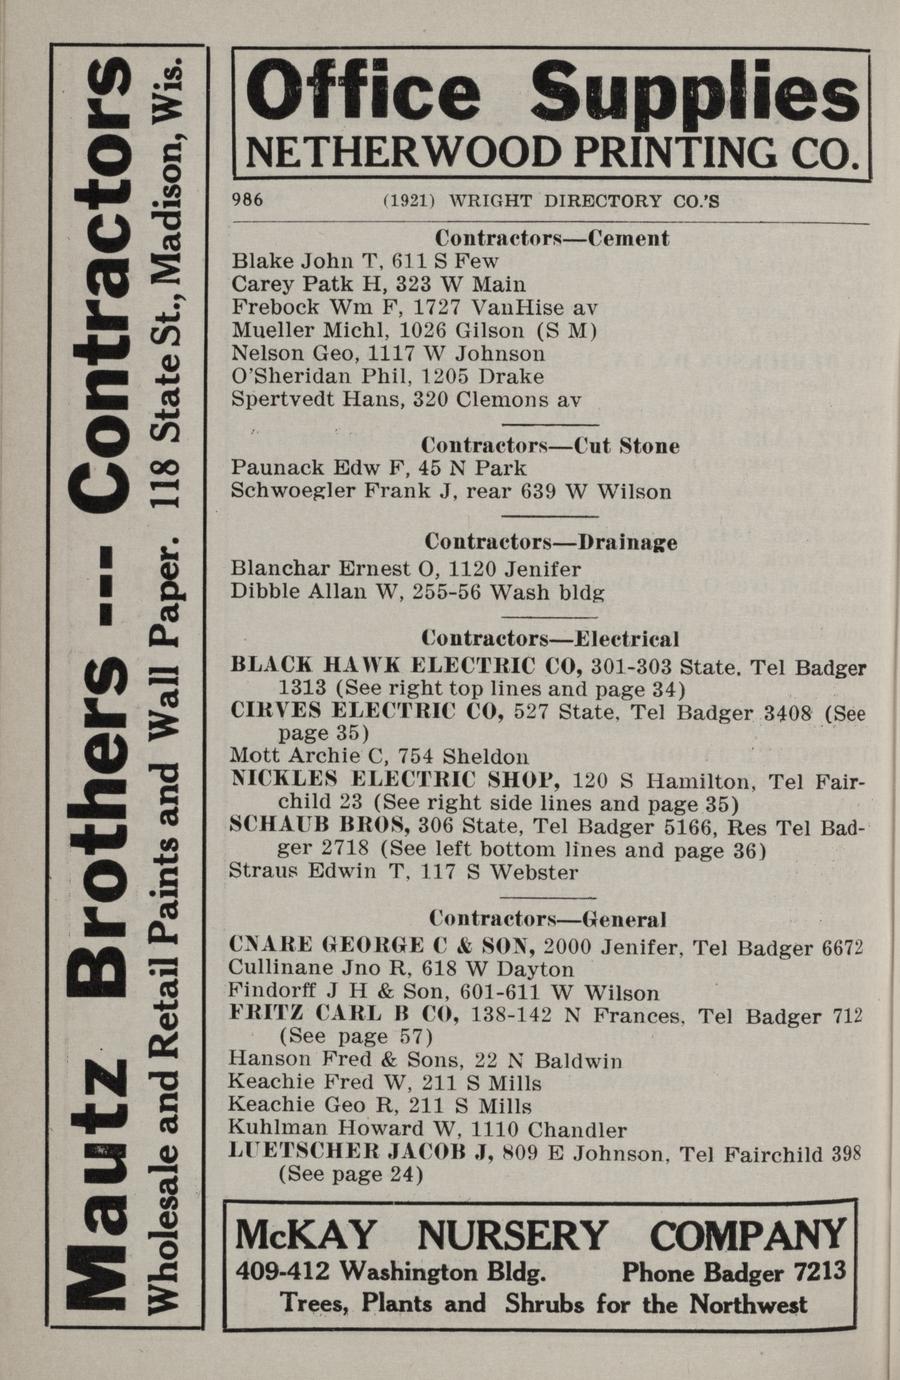 Mautz Brothers --- Contractors
Wholesale and Retail Paints and Wall Paper. 118 State St., Madison, Wis.
Office Supplies
NETHERWOOD PRINTING CO.
986 (1921) WRIGHT DIRECTORY CO.'S
Contractors—Cement
Blake John T, 611 S Few
Carey Patk H, 323 W Main
Frebock Wm F, 1727 VanHise av
Mueller Michl, 1026 Gilson (S M)
Nelson Geo, 1117 W Johnson
O'Sheridan Phil, 1205 Drake
Spertvedt Hans, 320 Clemons av
Contractors—Cut Stone
Paunack Edw F, 45 N Park
Schwoegler Frank J, rear 639 W Wilson
Contractors—Drainage
Blanchar Ernest O, 1120 Jenifer
Dibble Allan W, 255-56 Wash bldg
Contractors—Electrical
BLACK HAWK ELECTRIC CO, 301-303 State. Tel Badger
1313 (See right top lines and page 34)
CIRVES ELECTRIC CO, 527 State, Tel Badger 3408 (See
page 35)
Mott Archie C, 754 Sheldon
NICKLES ELECTRIC SHOP, 120 S Hamilton, Tel Fair-
child 23 (See right side lines and page 35)
SCHAUB BROS, 306 State, Tel Badger 5166, Res Tel Bad-
ger 2718 (See left bottom lines and page 36)
Straus Edwin T, 117 S Webster
Contractors—General
CNARE GEORGE C & SON, 2000 Jenifer, Tel Badger 6672
Cullinane Jno R, 618 W Dayton
Findorff J H & Son, 601-611 W Wilson
FRITZ CARL B CO, 138-142 N Frances, Tel Badger 712
(See page 57)
Hanson Fred & Sons, 22 N Baldwin
Keachie Fred W, 211 S Mills
Keachie Geo R, 211 S Mills
Kuhlman Howard W, 1110 Chandler
LUETSCHER JACOB J, 809 E Johnson, Tel Fairchild 398
(See page 24)
McKAY NURSERY COMPANY
409-412 Washington Bldg. Phone Badger 7213
Trees, Plants and Shrubs for the Northwest